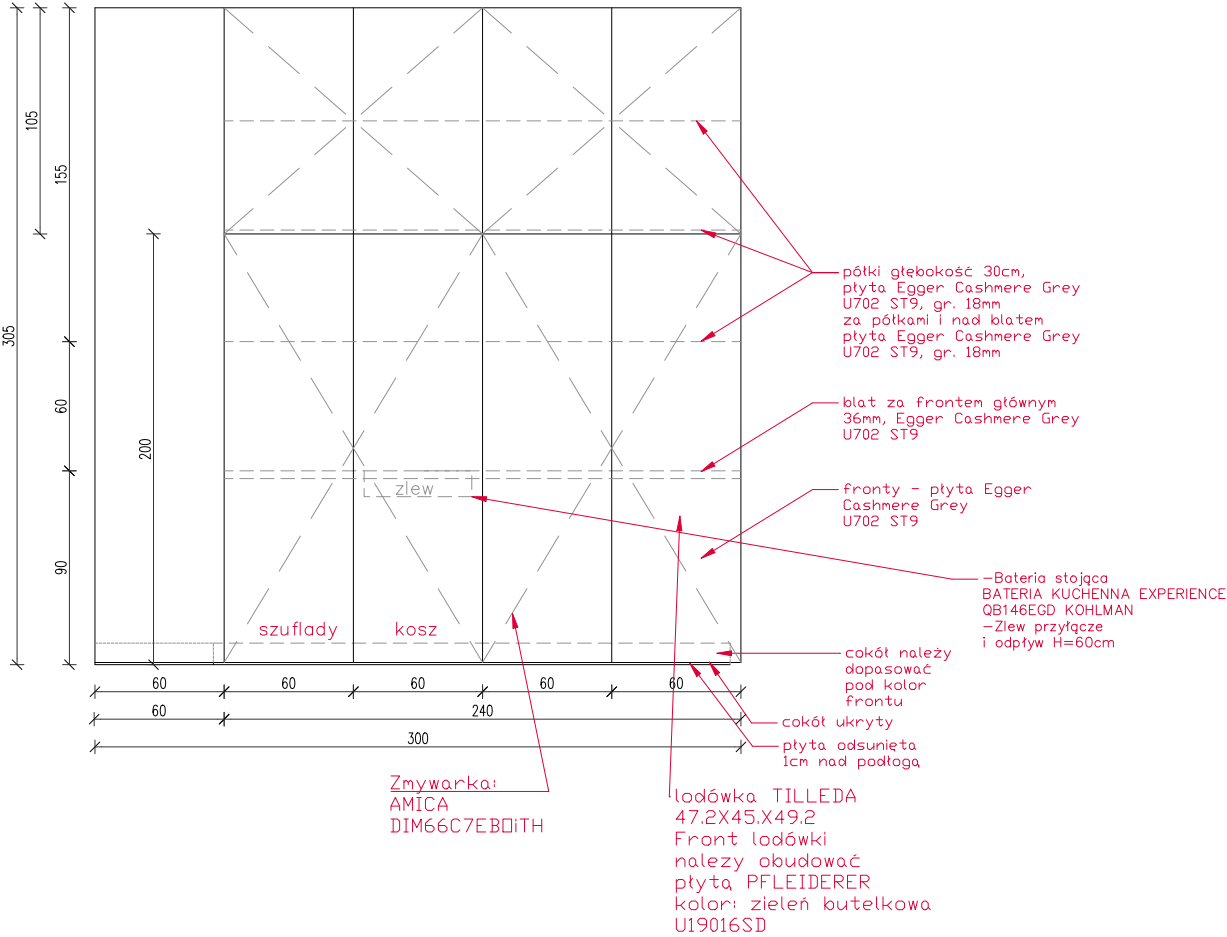 305
105
155
60
90
200
półki głębokość 30cm,
płyta Egger Cashmere Grey
U702 ST9, gr. 18mm
za półkami i nad blatem
płyta Egger Cashmere Grey
U702 ST9, gr. 18mm
blat za frontem głównym
36mm, Egger Cashmere Grey
U702 ST9
zlew
fronty - płyta Egger
Cashmere Grey
U702 ST9
-Bateria stojąca
BATERIA KUCHENNA EXPERIENCE
QB146EGD KOHLMAN
-Zlew przyłącze
i odpływ H=60cm
szuflady
kosz
cokół należy
dopasować
pod kolor
frontu
cokół ukryty
płyta odsunięta
1cm nad podłogą
60 60 60 60 60
60 240
300
Zmywarka:
AMICA
DIM66C7EBOiTH
lodówka TILLEDA
47.2X45.X49.2
Front lodówki
nalezy obudować
płytą PFLEIDERER
kolor: zieleń butelkowa
U19016SD